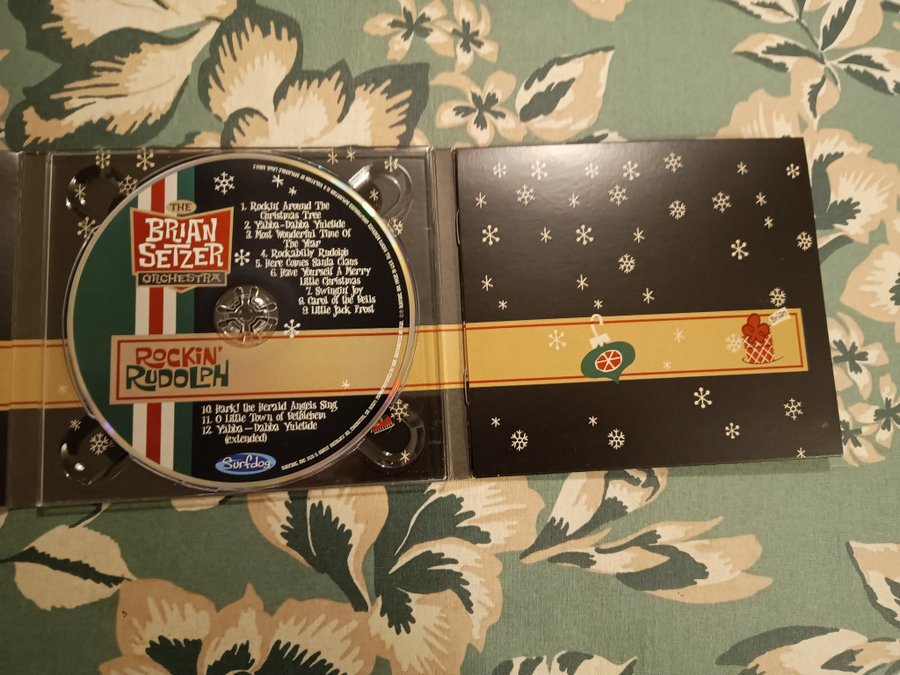 THE
BRIAN
SETZER
ORCHESTRA
1. Rockin' Around The
Christmas Tree
2. Yabba-Dabba Yuletide
3. Most Wonderful Time Of
The Year
4. Rockabilly Rudolph
5. Here Comes Santa Claus
6. Have Yourself A Merry
Little Christmas
7. Swingin' Joy
8. Carol of the Bells
9. Little Jack Frost
ROCKIN'
RUDOLPH
10. Hark! the Herald Angels Sing
11. O Little Town of Bethlehem
12. Yabba-Dabba Yuletide
(extended)
Surfdog
Brian